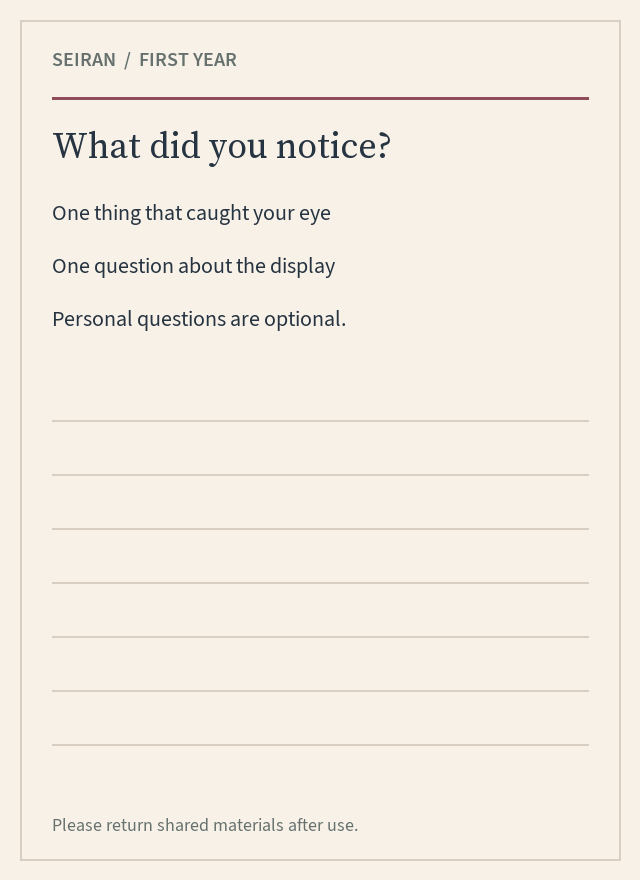 SEIRAN / FIRST YEAR
What did you notice?
One thing that caught your eye
One question about the display
Personal questions are optional.
Please return shared materials after use.